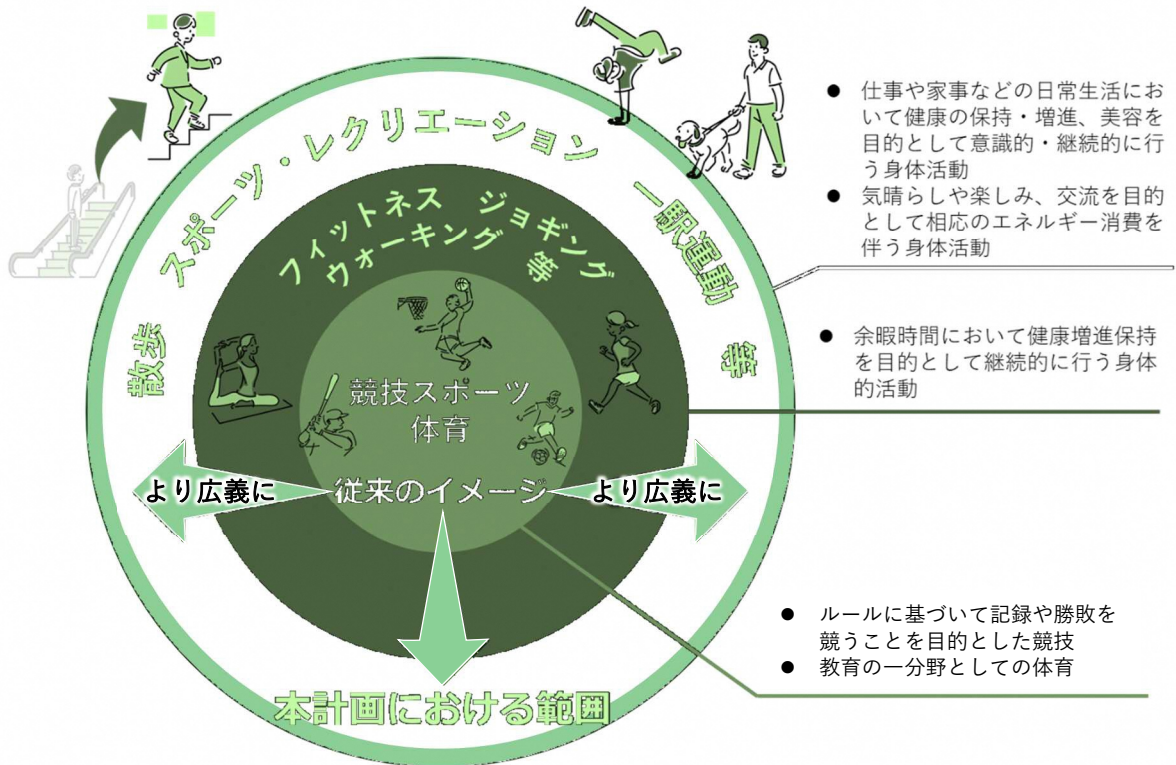 散歩 スポーツ・レクリエーション 一駅運動 等
フィットネス ジョギング
ウォーキング 等
競技スポーツ
体育
より広義に
従来のイメージ
より広義に
本計画における範囲
● 仕事や家事などの日常生活にお
いて健康の保持・増進、美容を
目的として意識的・継続的に行
う身体活動
● 気晴らしや楽しみ、交流を目的
として相応のエネルギー消費を
伴う身体活動
● 余暇時間において健康増進保持
を目的として継続的に行う身体
的活動
● ルールに基づいて記録や勝敗を
競うことを目的とした競技
● 教育の一分野としての体育